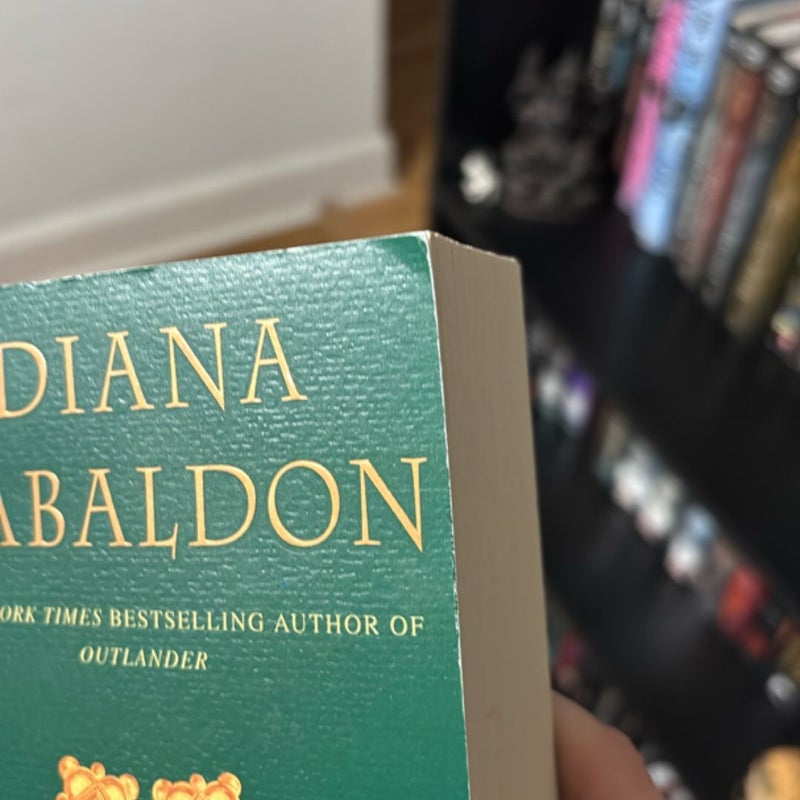 DIANA
ABALDON
ORK TIMES BESTSELLING AUTHOR OF
OUTLANDER